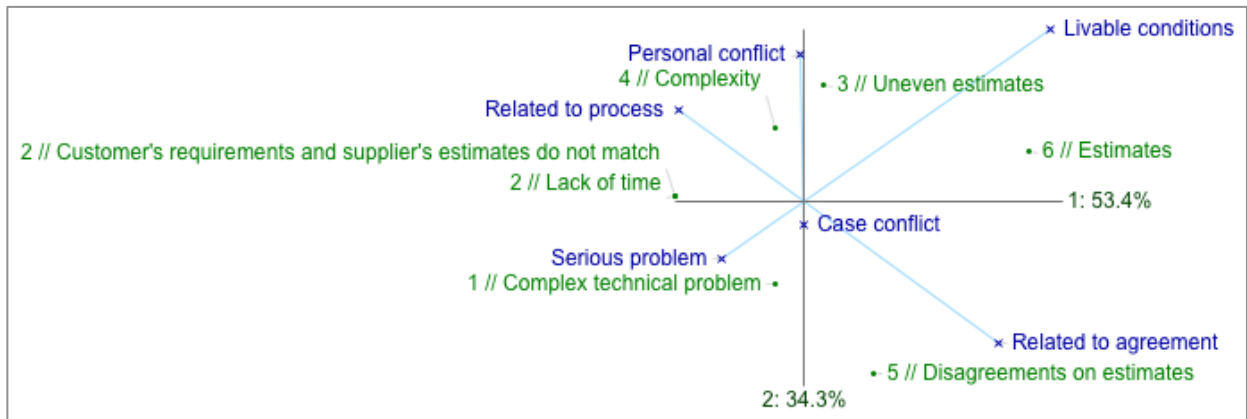 Livable conditions
Personal conflict
4 // Complexity
3 // Uneven estimates
Related to process
2 // Customer's requirements and supplier's estimates do not match
6 // Estimates
2 // Lack of time
1: 53.4%
Case conflict
Serious problem
1 // Complex technical problem
Related to agreement
5 // Disagreements on estimates
2: 34.3%